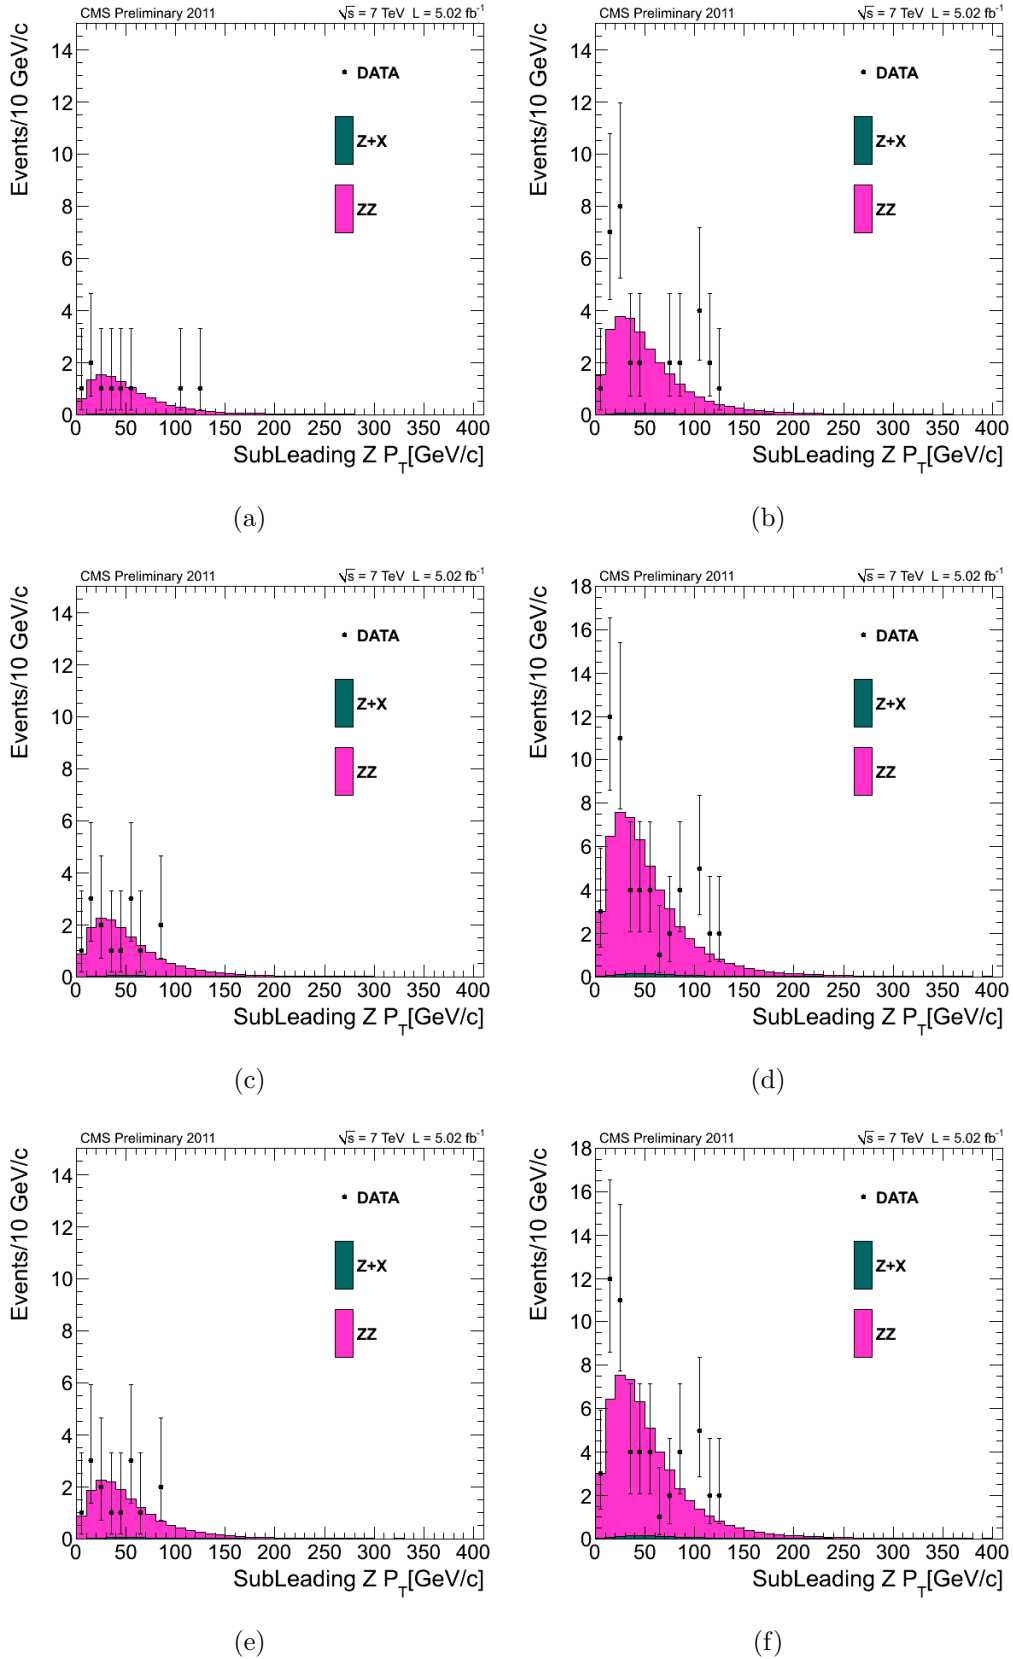 CMS Preliminary 2011 √s = 7 TeV L = 5.02 fb⁻¹
Events/10 GeV/c
14
12
10
8
6
4
2
0
DATA
Z+X
ZZ
0 50 100 150 200 250 300 350 400
SubLeading Z P_T[GeV/c]
(a)
CMS Preliminary 2011 √s = 7 TeV L = 5.02 fb⁻¹
Events/10 GeV/c
14
12
10
8
6
4
2
0
DATA
Z+X
ZZ
0 50 100 150 200 250 300 350 400
SubLeading Z P_T[GeV/c]
(b)
CMS Preliminary 2011 √s = 7 TeV L = 5.02 fb⁻¹
Events/10 GeV/c
14
12
10
8
6
4
2
0
DATA
Z+X
ZZ
0 50 100 150 200 250 300 350 400
SubLeading Z P_T[GeV/c]
(c)
CMS Preliminary 2011 √s = 7 TeV L = 5.02 fb⁻¹
Events/10 GeV/c
18
16
14
12
10
8
6
4
2
0
DATA
Z+X
ZZ
0 50 100 150 200 250 300 350 400
SubLeading Z P_T[GeV/c]
(d)
CMS Preliminary 2011 √s = 7 TeV L = 5.02 fb⁻¹
Events/10 GeV/c
14
12
10
8
6
4
2
0
DATA
Z+X
ZZ
0 50 100 150 200 250 300 350 400
SubLeading Z P_T[GeV/c]
(e)
CMS Preliminary 2011 √s = 7 TeV L = 5.02 fb⁻¹
Events/10 GeV/c
18
16
14
12
10
8
6
4
2
0
DATA
Z+X
ZZ
0 50 100 150 200 250 300 350 400
SubLeading Z P_T[GeV/c]
(f)